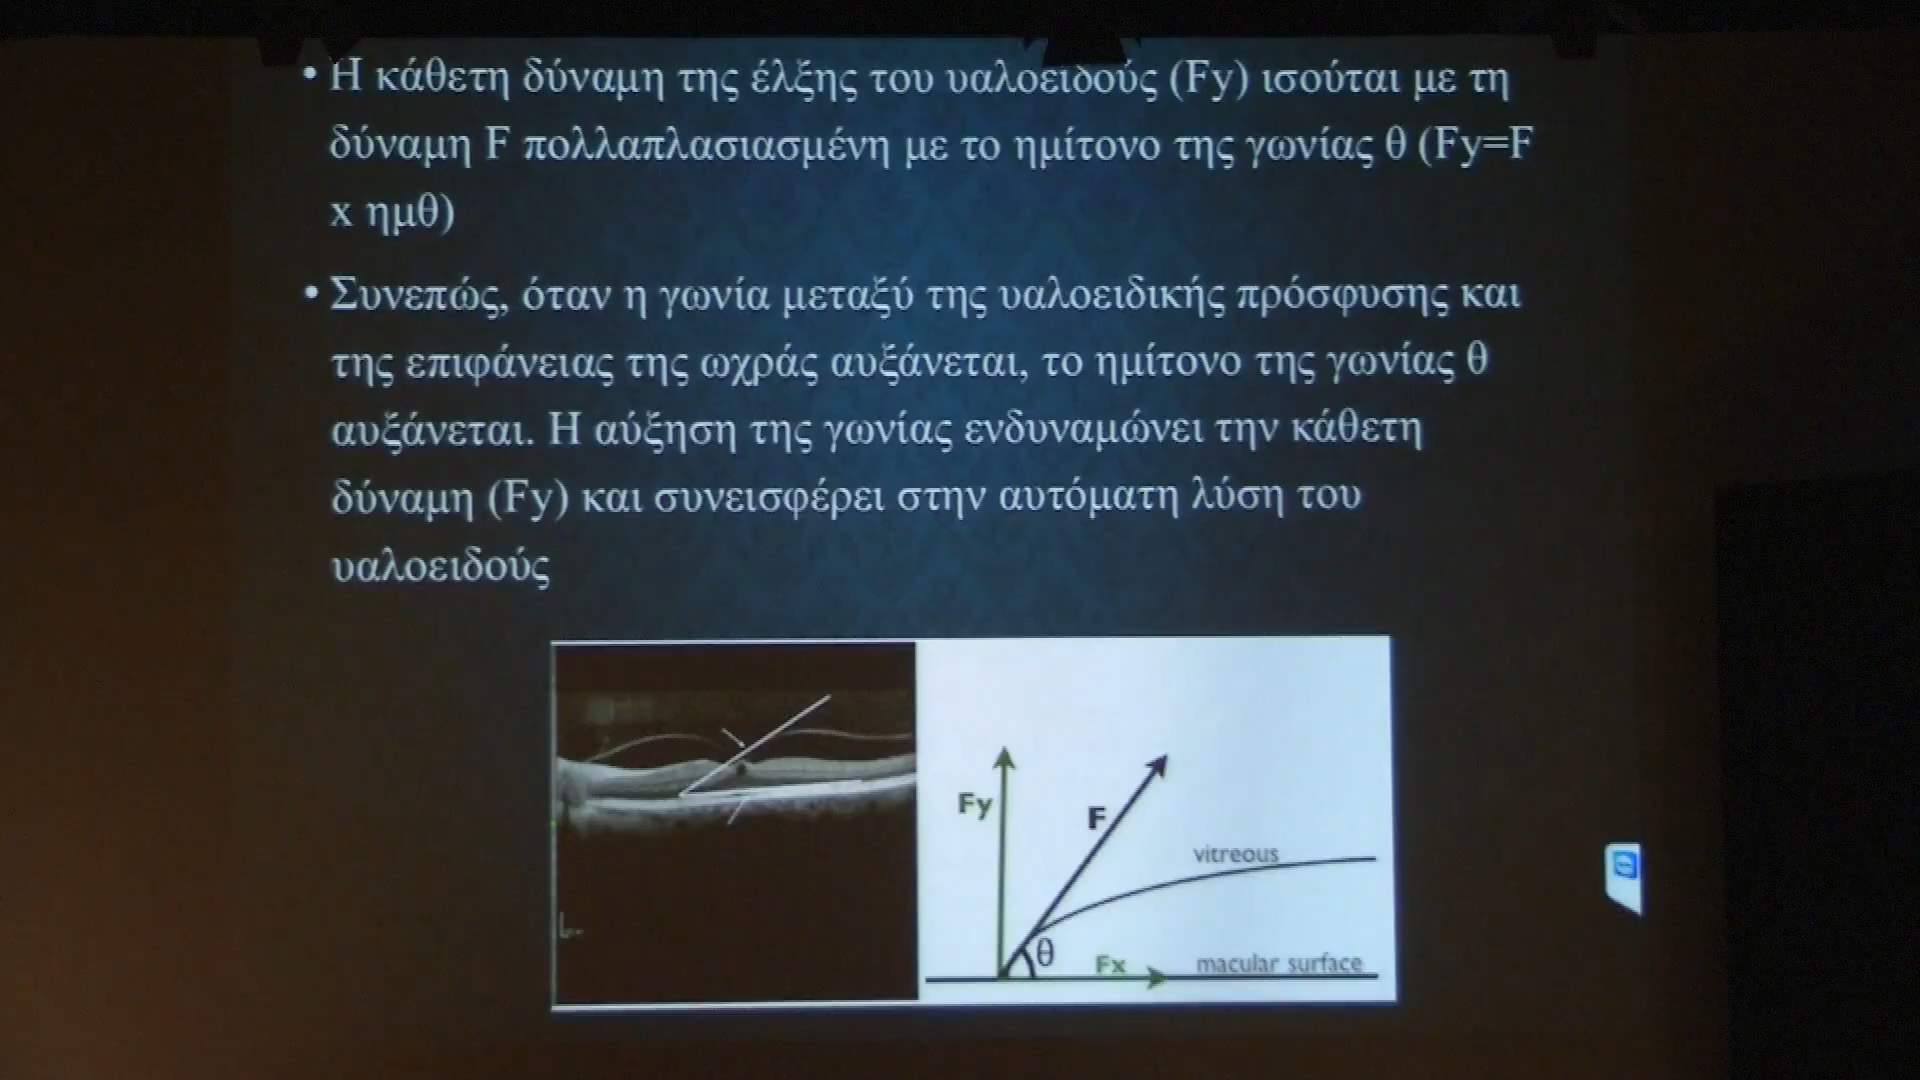 • Η κάθετη δύναμη της έλξης του υαλοειδούς (Fy) ισούται με τη
δύναμη F πολλαπλασιασμένη με το ημίτονο της γωνίας θ (Fy=F
x ημθ)
• Συνεπώς, όταν η γωνία μεταξύ της υαλοειδικής πρόσφυσης και
της επιφάνειας της ωχράς αυξάνεται, το ημίτονο της γωνίας θ
αυξάνεται. Η αύξηση της γωνίας ενδυναμώνει την κάθετη
δύναμη (Fy) και συνεισφέρει στην αυτόματη λύση του
υαλοειδούς
Fy
F
vitreous
θ
Fx
macular surface